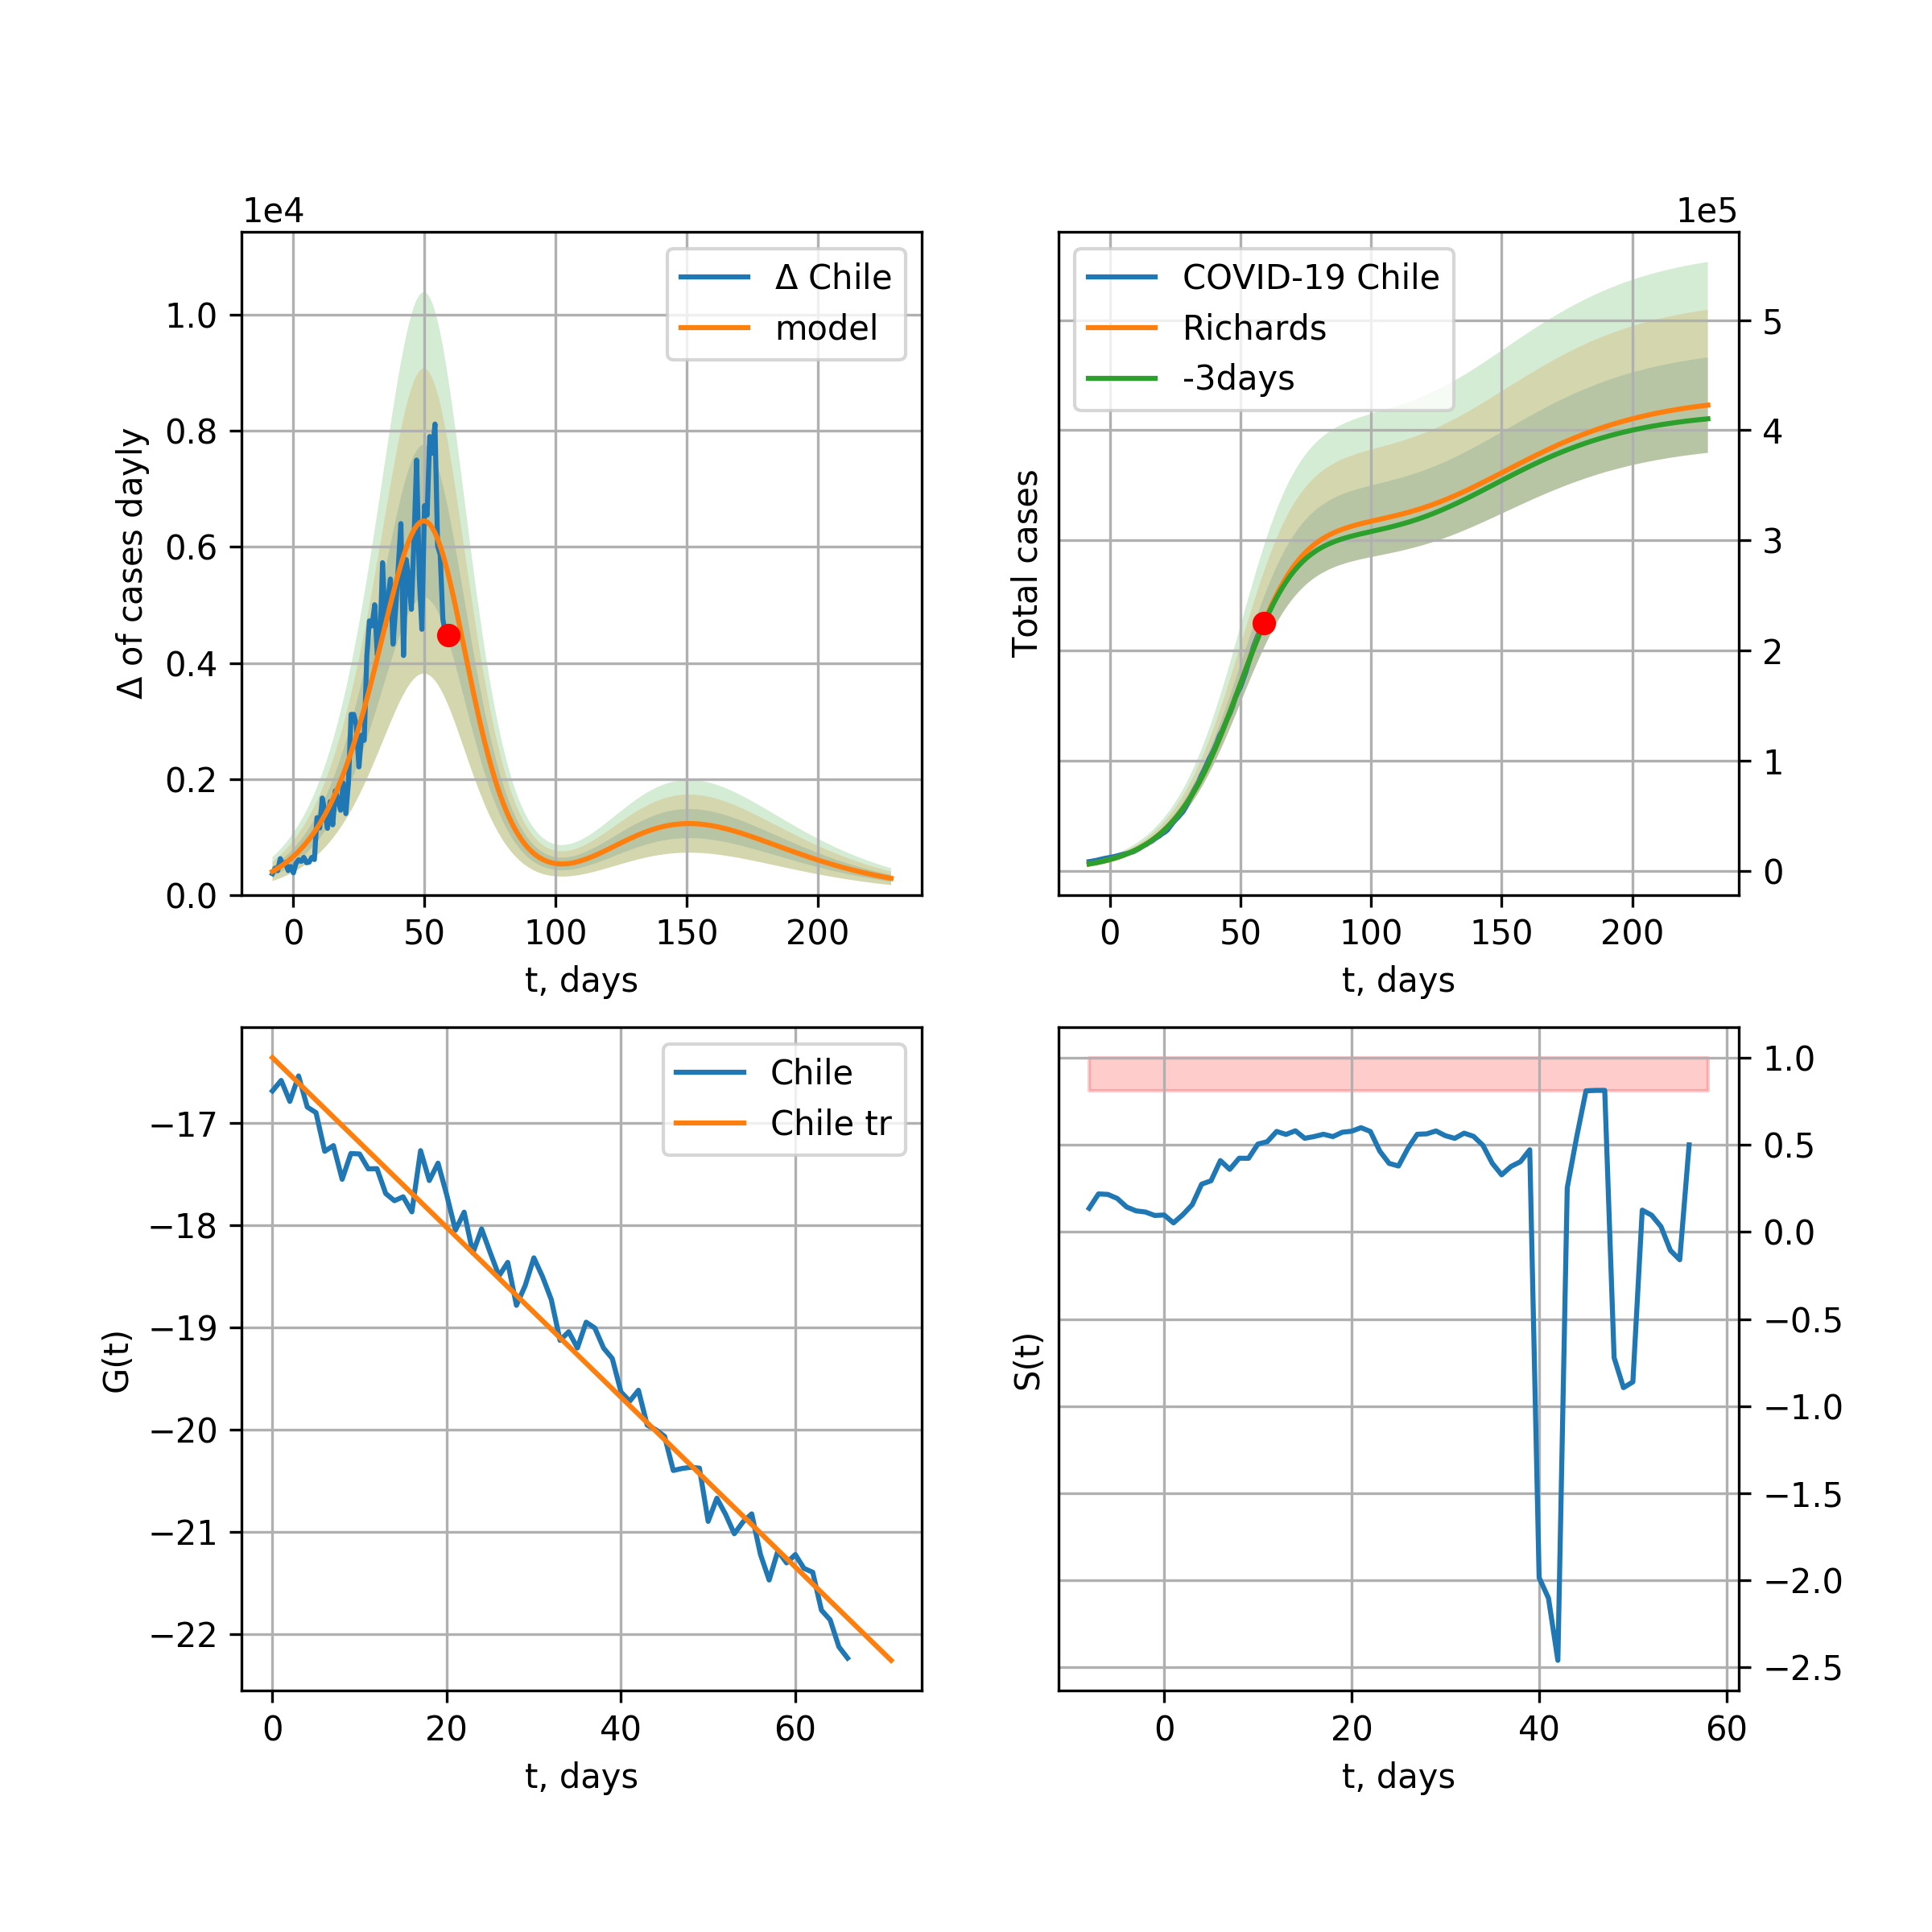 1e4
Δ of cases dayly
1.0
0.8
0.6
0.4
0.2
0.0
Δ Chile
model
0 50 100 150 200
t, days
1e5
Total cases
COVID-19 Chile
Richards
-3days
5
4
3
2
1
0
0 50 100 150 200
t, days
G(t)
−17
−18
−19
−20
−21
−22
Chile
Chile tr
0 20 40 60
t, days
S(t)
1.0
0.5
0.0
−0.5
−1.0
−1.5
−2.0
−2.5
0 20 40 60
t, days